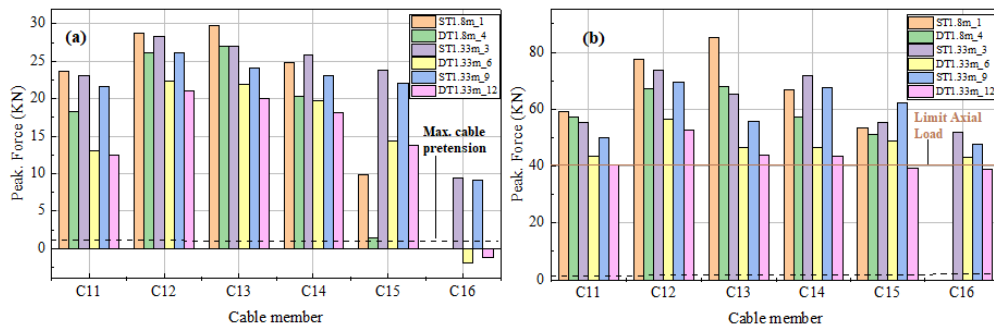 (a)
ST1.8m_1
DT1.8m_4
ST1.33m_3
DT1.33m_6
ST1.33m_9
DT1.33m_12
Max. cable
pretension
Peak. Force (KN)
30
25
20
15
10
5
0
C11 C12 C13 C14 C15 C16
Cable member
(b)
ST1.8m_1
DT1.8m_4
ST1.33m_3
DT1.33m_6
ST1.33m_9
DT1.33m_12
Limit Axial
Load
Peak. Force (KN)
80
60
40
20
0
C11 C12 C13 C14 C15 C16
Cable member